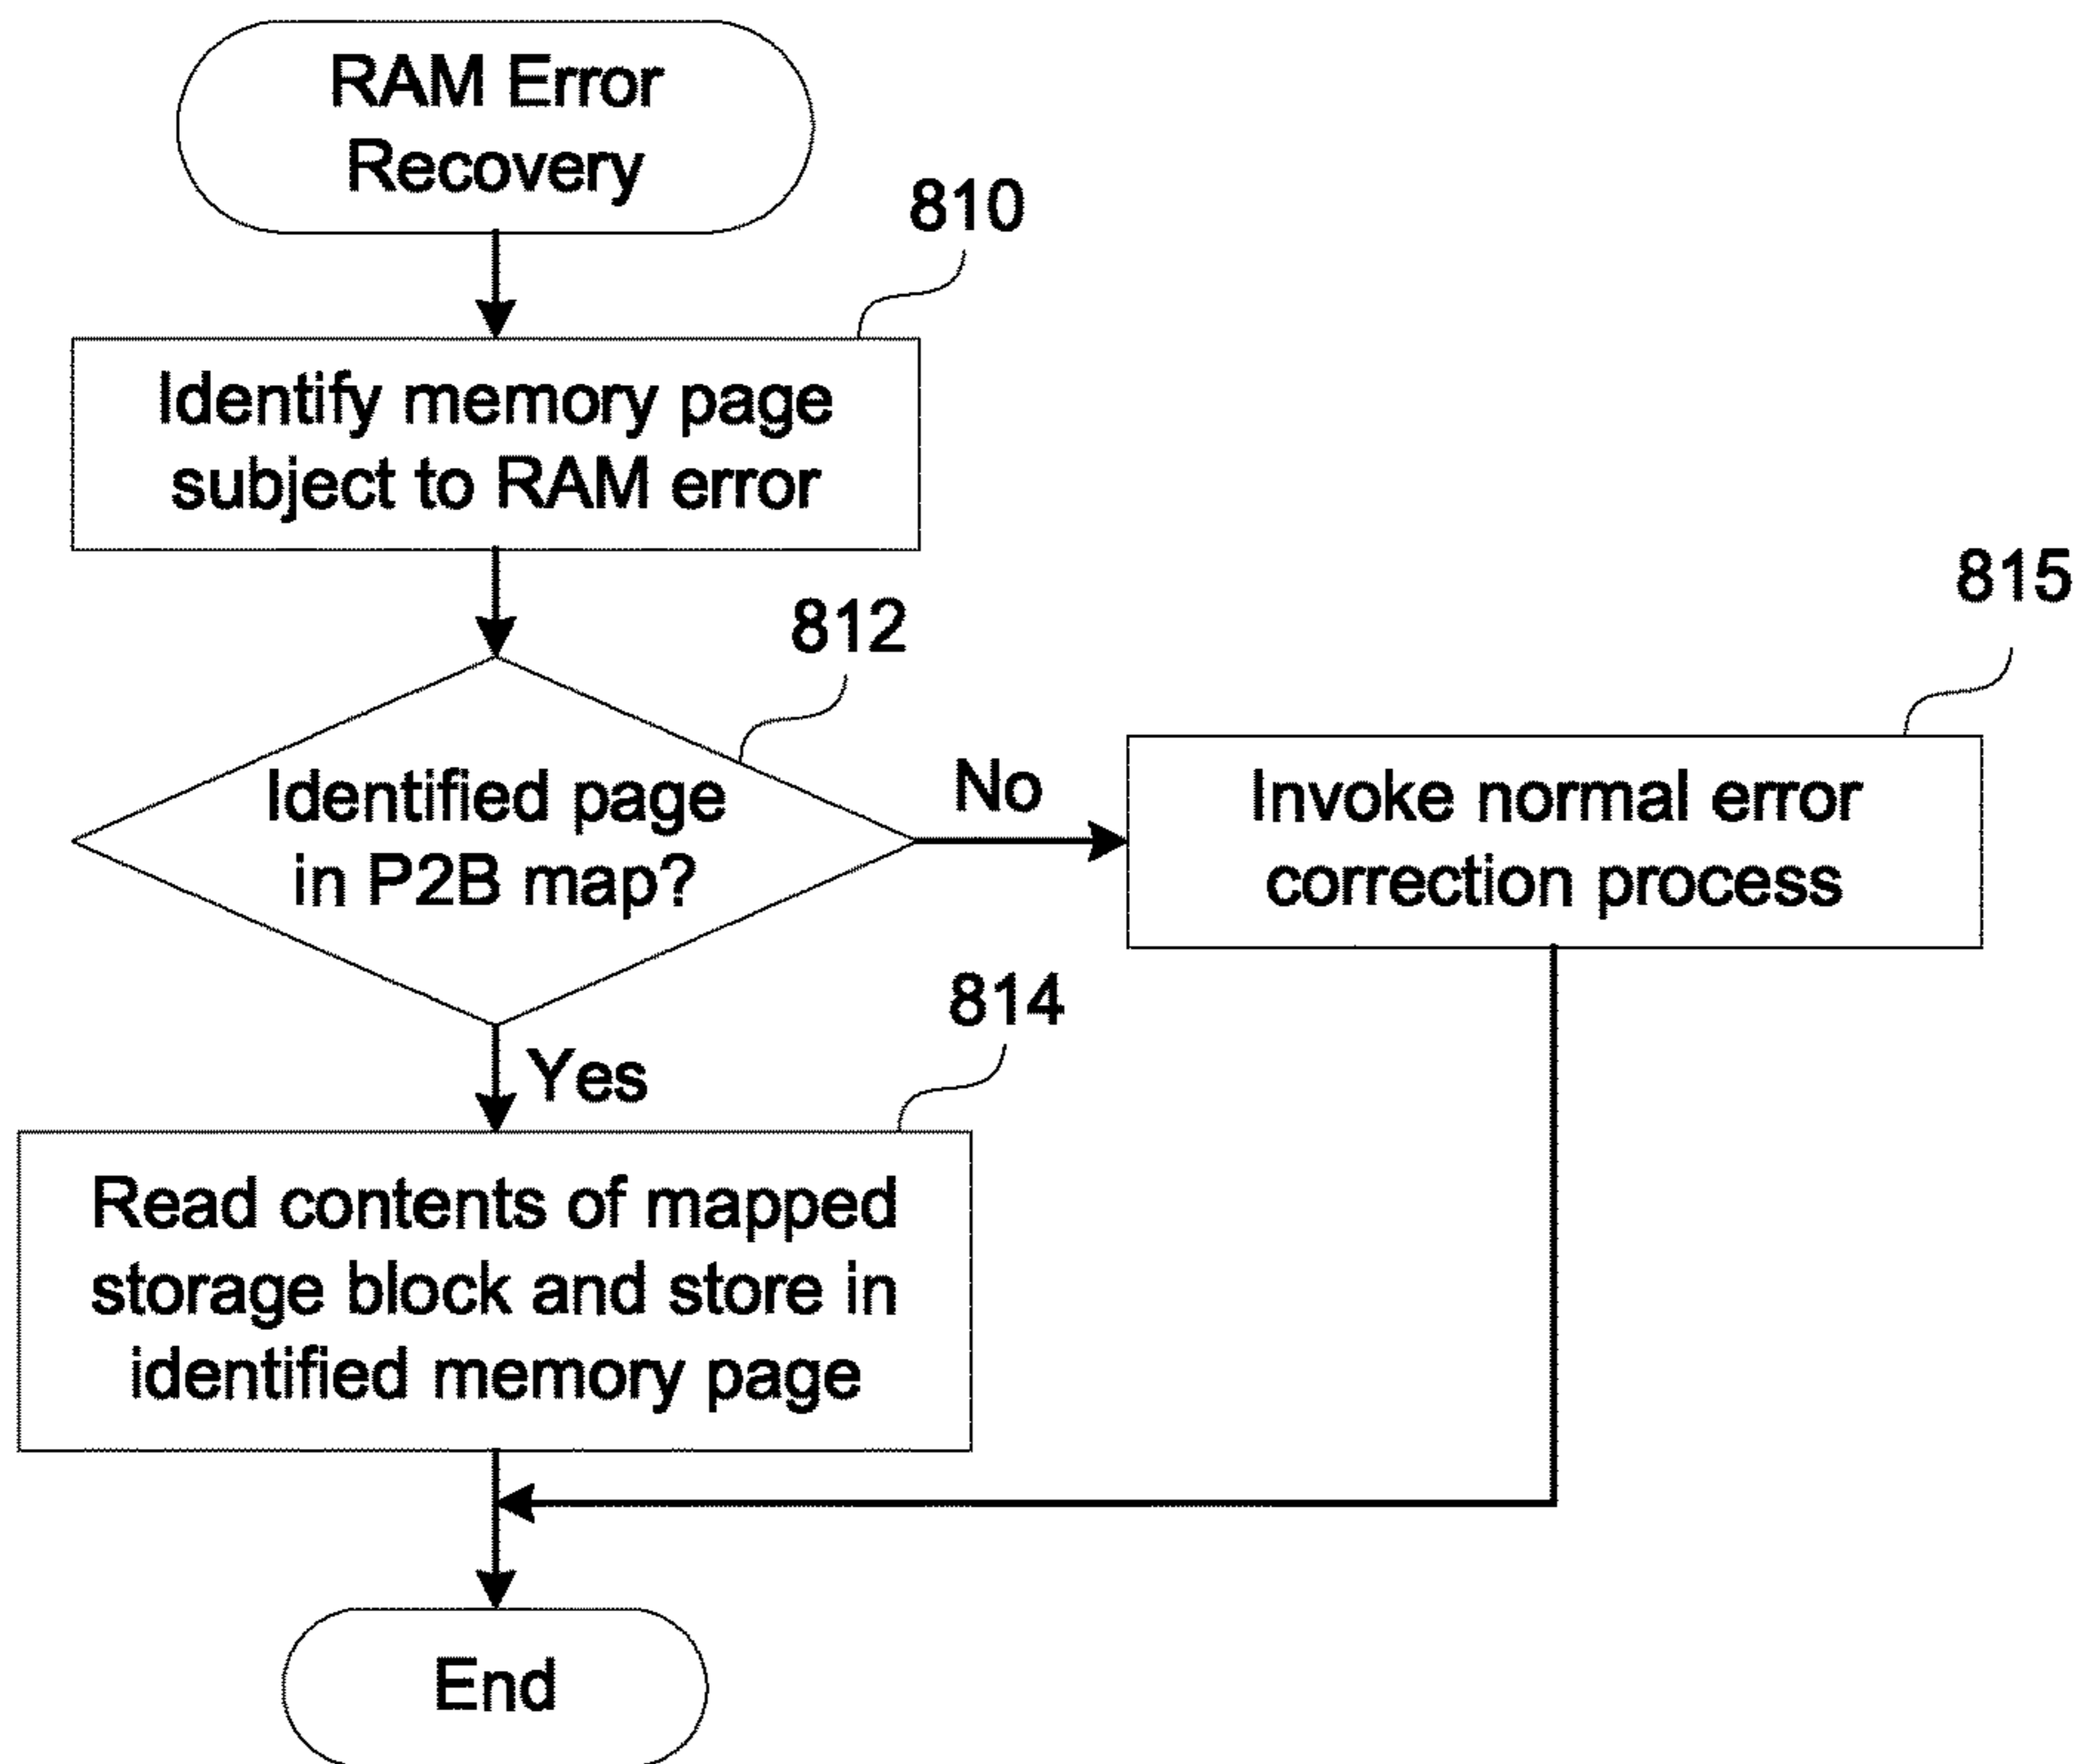 RAM Error
Recovery
810
Identify memory page
subject to RAM error
812
Identified page
in P2B map?
No
815
Invoke normal error
correction process
Yes
814
Read contents of mapped
storage block and store in
identified memory page
End